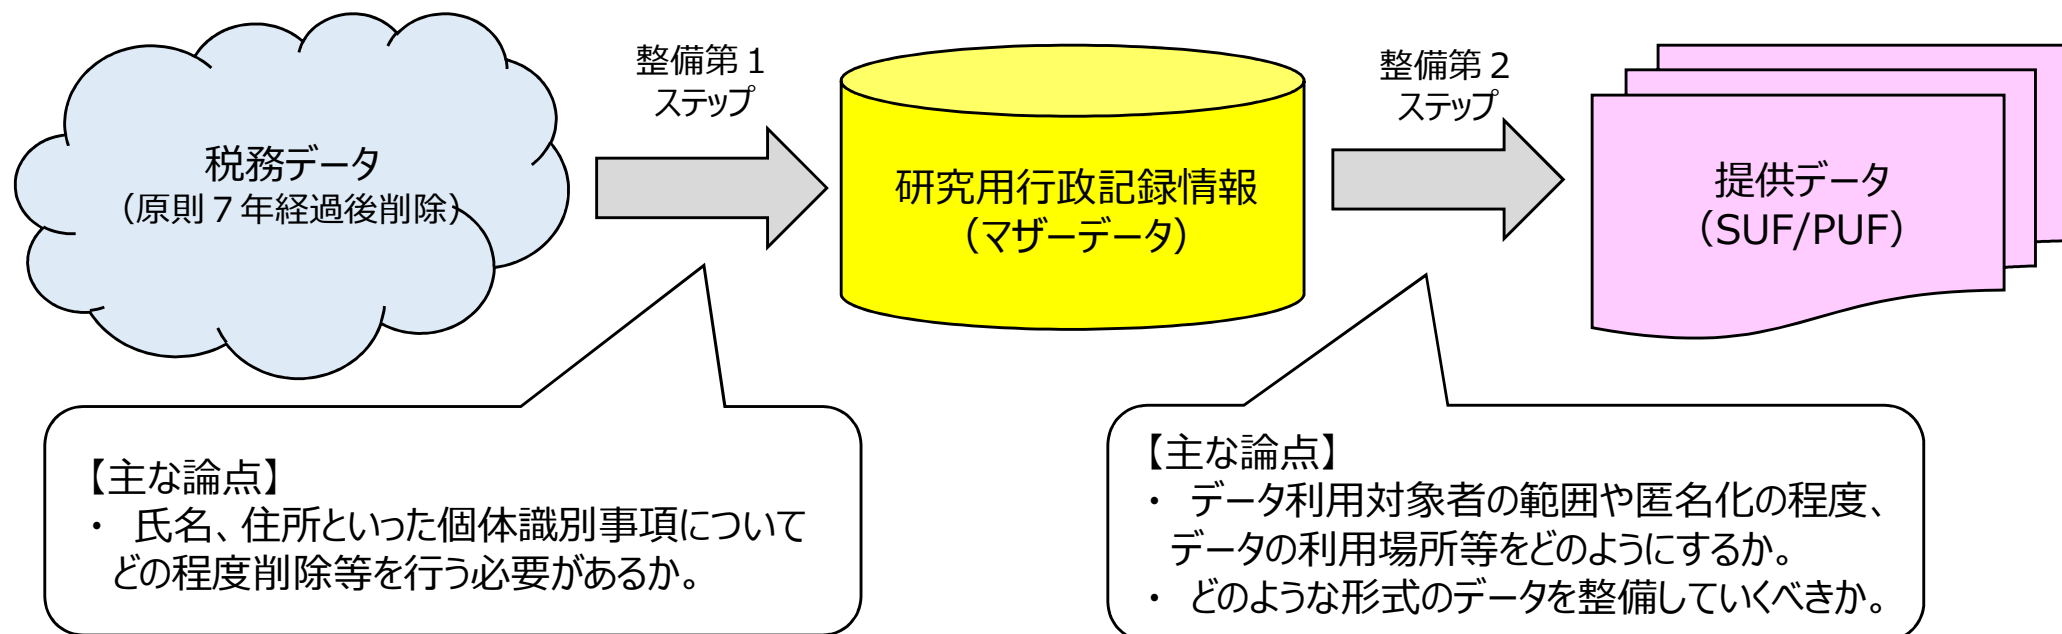 税務データ
（原則７年経過後削除）
整備第１
ステップ
研究用行政記録情報
（マザーデータ）
整備第２
ステップ
提供データ
（SUF/PUF）
【主な論点】
・ 氏名、住所といった個体識別事項について
どの程度削除等を行う必要があるか。
【主な論点】
・ データ利用対象者の範囲や匿名化の程度、
データの利用場所等をどのようにするか。
・ どのような形式のデータを整備していくべきか。